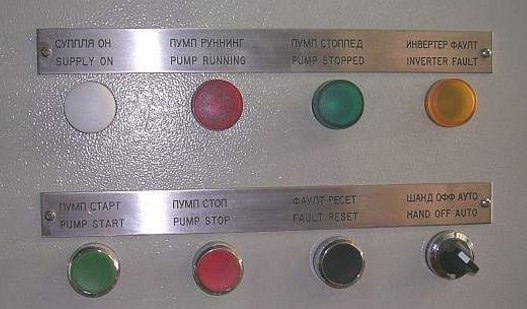 СУППЛЯ ОН
SUPPLY ON
ПУМП РУННИНГ
PUMP RUNNING
ПУМП СТОППЕД
PUMP STOPPED
ИНВЕРТЕР ФАУЛТ
INVERTER FAULT
ПУМП СТАРТ
PUMP START
ПУМП СТОП
PUMP STOP
ФАУЛТ РЕСЕТ
FAULT RESET
ШАНД ОФФ АУТО
HAND OFF AUTO